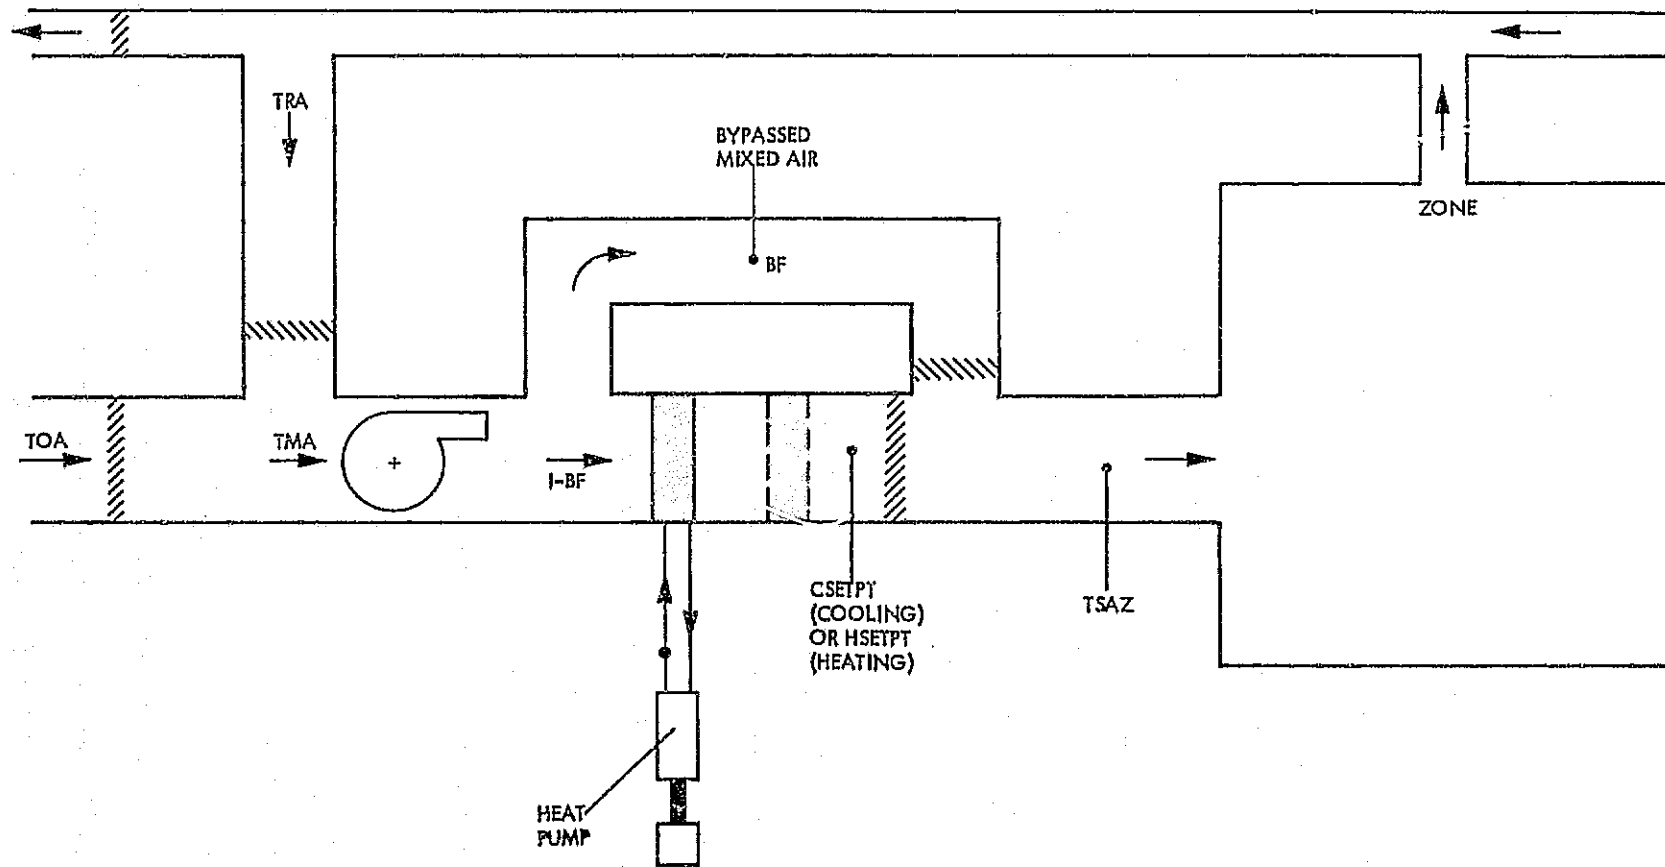 TRA
BYPASSED
MIXED AIR
ZONE
BF
TOA
TMA
1-BF
CSETPT
(COOLING)
OR HSETPT
(HEATING)
TSAZ
HEAT
PUMP